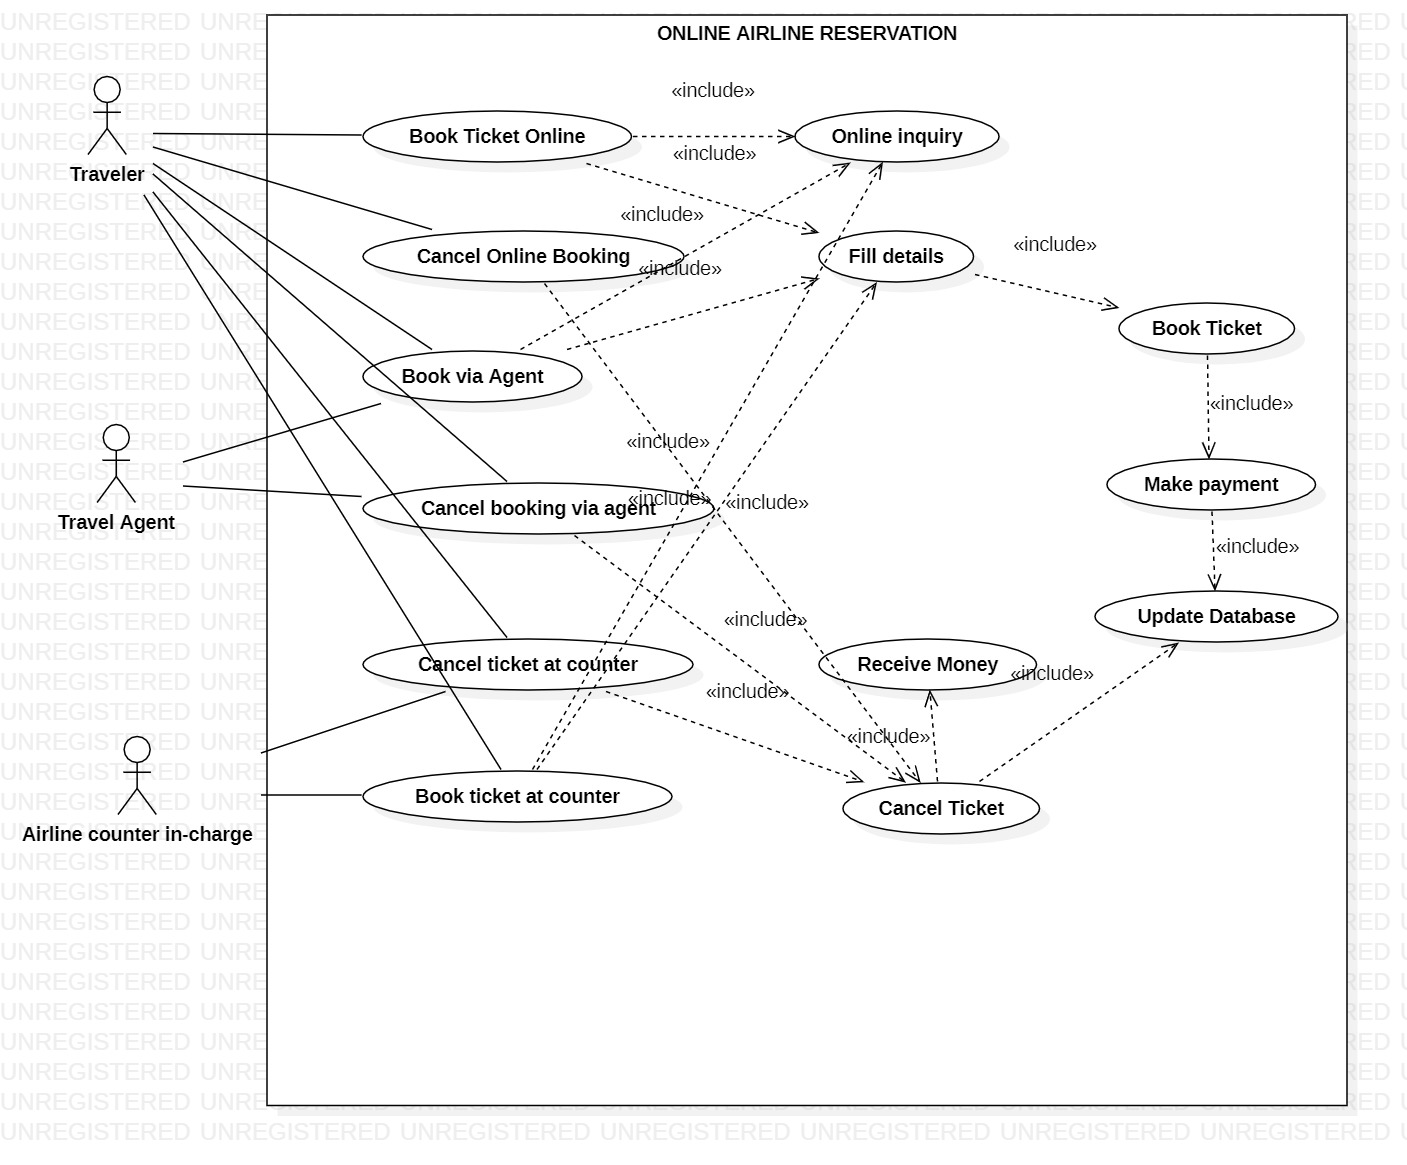 ONLINE AIRLINE RESERVATION
«include»
Book Ticket Online
Online inquiry
«include»
Traveler
«include»
Cancel Online Booking
«include»
Fill details
«include»
Book Ticket
Book via Agent
«include»
«include»
Travel Agent
Cancel booking via agent
«include»
«include»
Make payment
«include»
«include»
Update Database
Cancel ticket at counter
Receive Money
«include»
«include»
«include»
Airline counter in-charge
Book ticket at counter
Cancel Ticket
UNREGISTERED UNREGISTERED UNREGISTERED UNREGISTERED UNREGISTERED UNREGISTERED UNREGISTERED